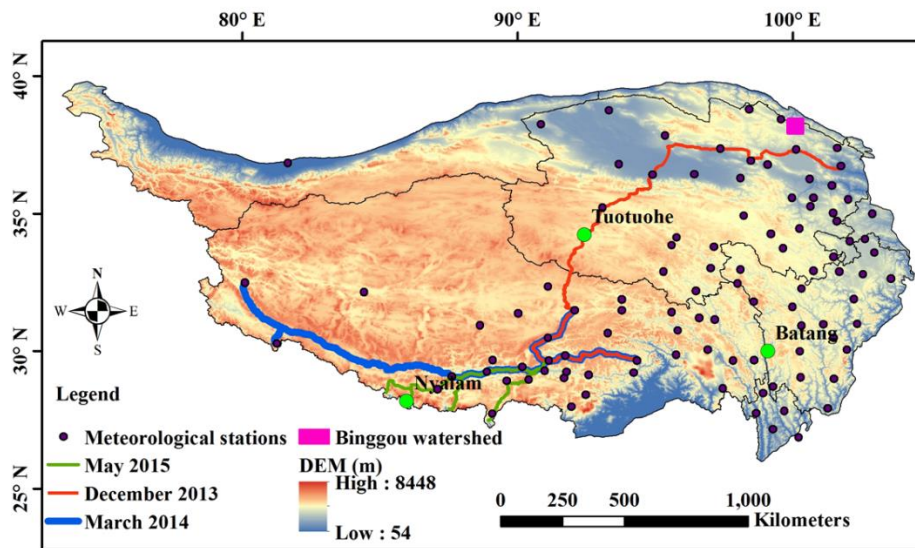 80° E
90° E
100° E
40° N
35° N
30° N
25° N
Tuotuohe
Batang
Nyalam
N
W
E
S
Legend
Meteorological stations
May 2015
December 2013
March 2014
Binggou watershed
DEM (m)
High : 8448
Low : 54
0 250 500 1,000
Kilometers